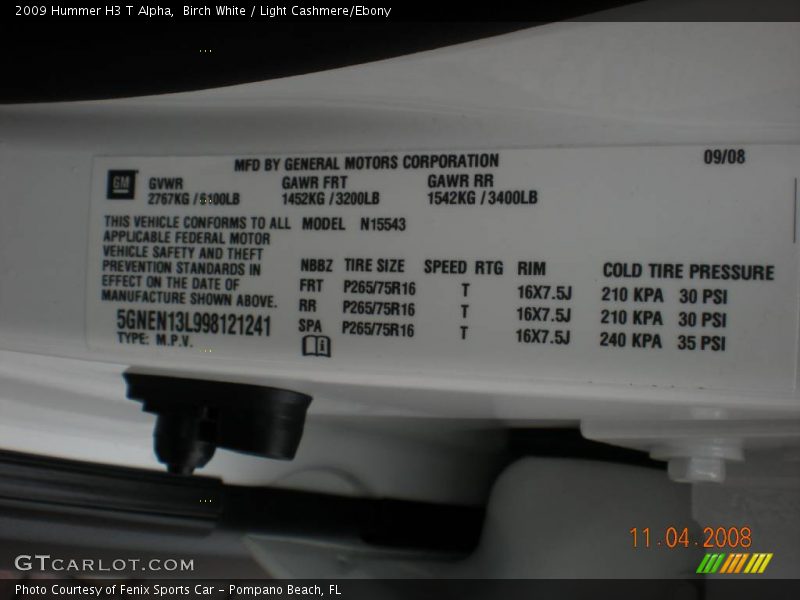 2009 Hummer H3 T Alpha, Birch White / Light Cashmere/Ebony
MFD BY GENERAL MOTORS CORPORATION 09/08
GM
GVWR GAWR FRT GAWR RR
2767KG / 6100LB 1452KG / 3200LB 1542KG / 3400LB
THIS VEHICLE CONFORMS TO ALL
APPLICABLE FEDERAL MOTOR
VEHICLE SAFETY AND THEFT
PREVENTION STANDARDS IN
EFFECT ON THE DATE OF
MANUFACTURE SHOWN ABOVE.
5GNEN13L998121241
TYPE: M.P.V.
MODEL N15543
NBBZ TIRE SIZE SPEED RTG RIM COLD TIRE PRESSURE
FRT P265/75R16 T 16X7.5J 210 KPA 30 PSI
RR P265/75R16 T 16X7.5J 210 KPA 30 PSI
SPA P265/75R16 T 16X7.5J 240 KPA 35 PSI
11.04.2008
GTCARLOT.COM
Photo Courtesy of Fenix Sports Car - Pompano Beach, FL